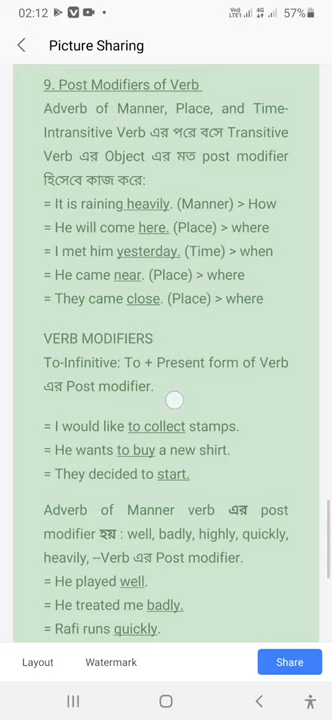 02:12
VoB LTE1 4G 57%
Picture Sharing
9. Post Modifiers of Verb
Adverb of Manner, Place, and Time-
Intransitive Verb এর পরে বসে Transitive
Verb এর Object এর মত post modifier
হিসেবে কাজ করে:
= It is raining heavily. (Manner) > How
= He will come here. (Place) > where
= I met him yesterday. (Time) > when
= He came near. (Place) > where
= They came close. (Place) > where
VERB MODIFIERS
To-Infinitive: To + Present form of Verb
এর Post modifier.
= I would like to collect stamps.
= He wants to buy a new shirt.
= They decided to start.
Adverb of Manner verb এর post
modifier হয় : well, badly, highly, quickly,
heavily, --Verb এর Post modifier.
= He played well.
= He treated me badly.
= Rafi runs quickly.
Layout Watermark Share